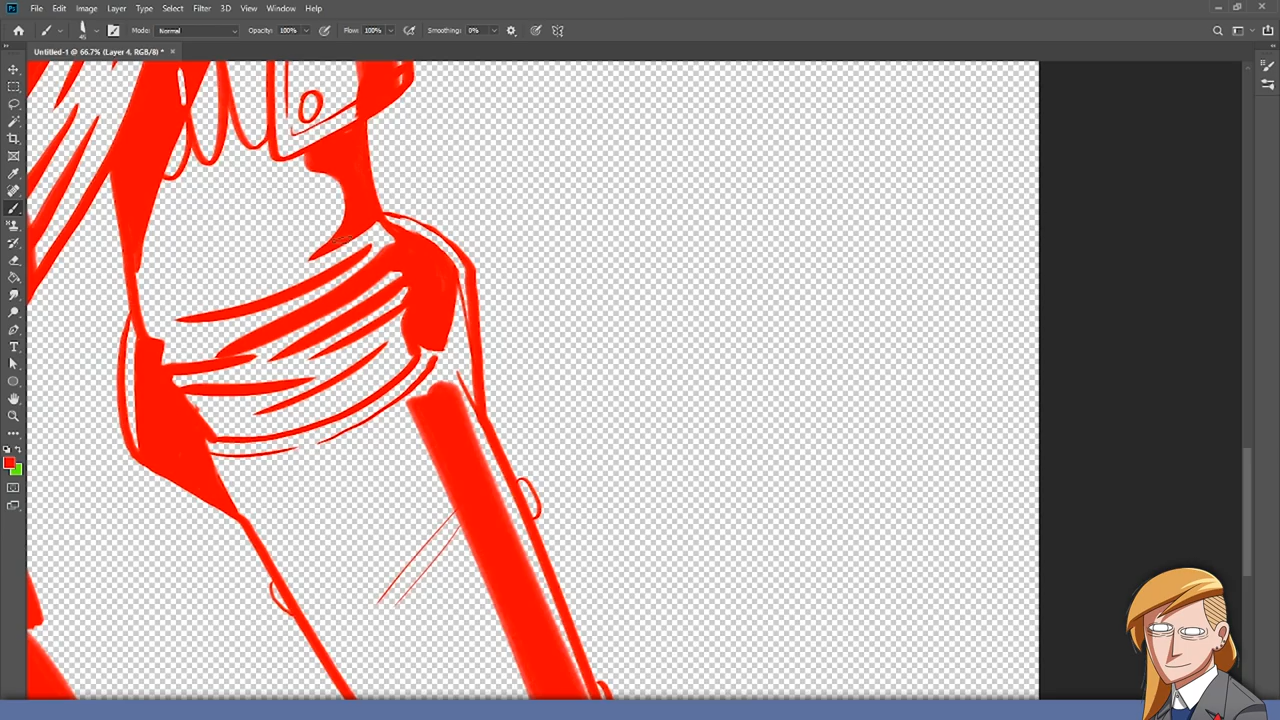 Ps File Edit Image Layer Type Select Filter 3D View Window Help
Mode: Normal Opacity: 100% Flow: 100% Smoothing: 0%
Untitled-1 @ 66.7% (Layer 4, RGB/8) *